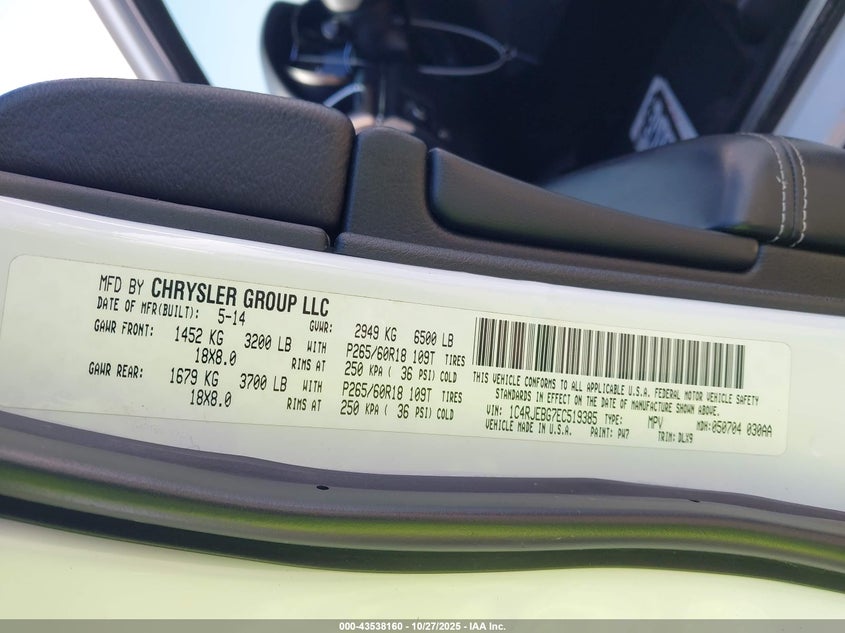 MFD BY CHRYSLER GROUP LLC
DATE OF MFR(BUILT): 5-14 GVWR: 2949 KG 6500 LB
GAWR FRONT: 1452 KG 3200 LB WITH P265/60R18 109T TIRES
18X8.0 RIMS AT 250 KPA ( 36 PSI) COLD
GAWR REAR: 1679 KG 3700 LB WITH P265/60R18 109T TIRES
18X8.0 RIMS AT 250 KPA ( 36 PSI) COLD
THIS VEHICLE CONFORMS TO ALL APPLICABLE U.S.A. FEDERAL MOTOR VEHICLE SAFETY
STANDARDS IN EFFECT ON THE DATE OF MANUFACTURE SHOWN ABOVE.
VIN: 1C4RJEBG7EC519385 TYPE: MPV MDH: 050704 030AA
VEHICLE MADE IN U.S.A. PAINT: PW7 TRIM: DLX9
000-43538160 - 10/27/2025 - IAA Inc.